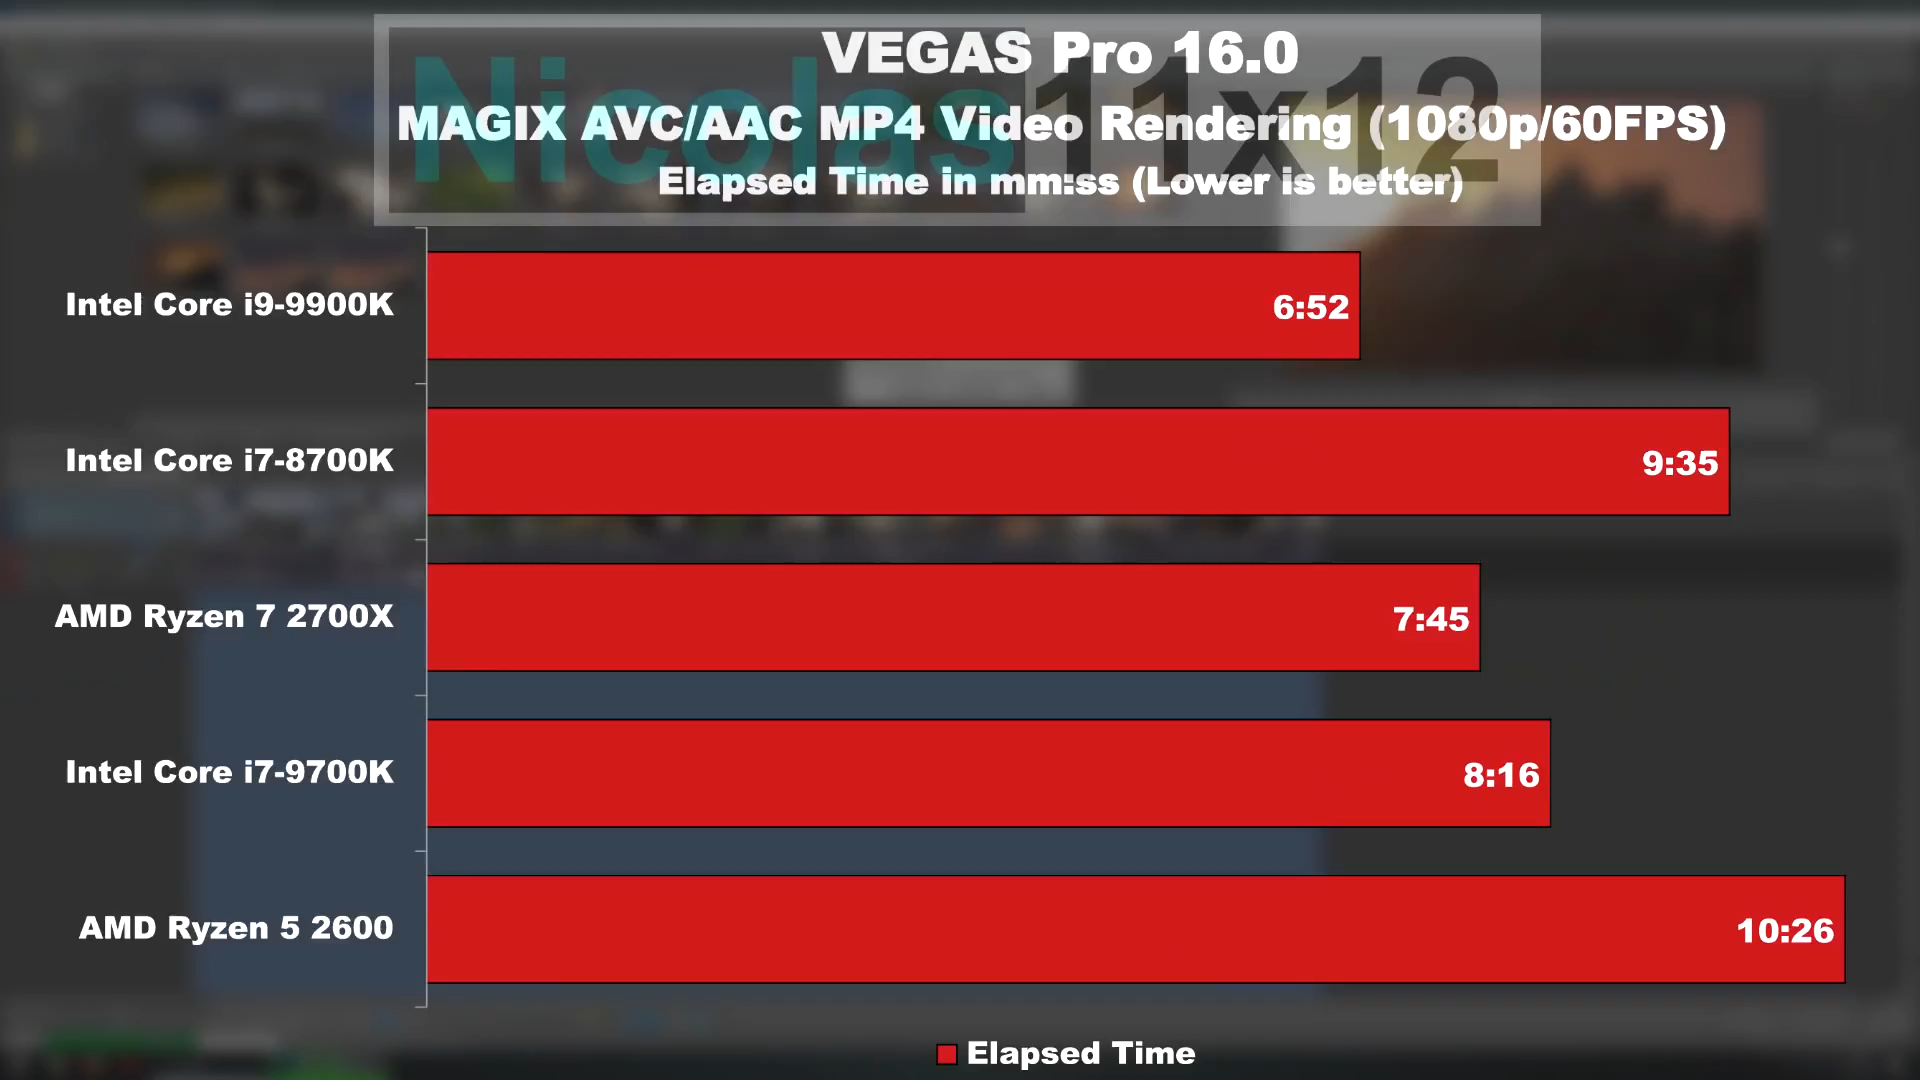 VEGAS Pro 16.0
Nicolas11x12
MAGIX AVC/AAC MP4 Video Rendering (1080p/60FPS)
Elapsed Time in mm:ss (Lower is better)
Intel Core i9-9900K
6:52
Intel Core i7-8700K
9:35
AMD Ryzen 7 2700X
7:45
Intel Core i7-9700K
8:16
AMD Ryzen 5 2600
10:26
Elapsed Time